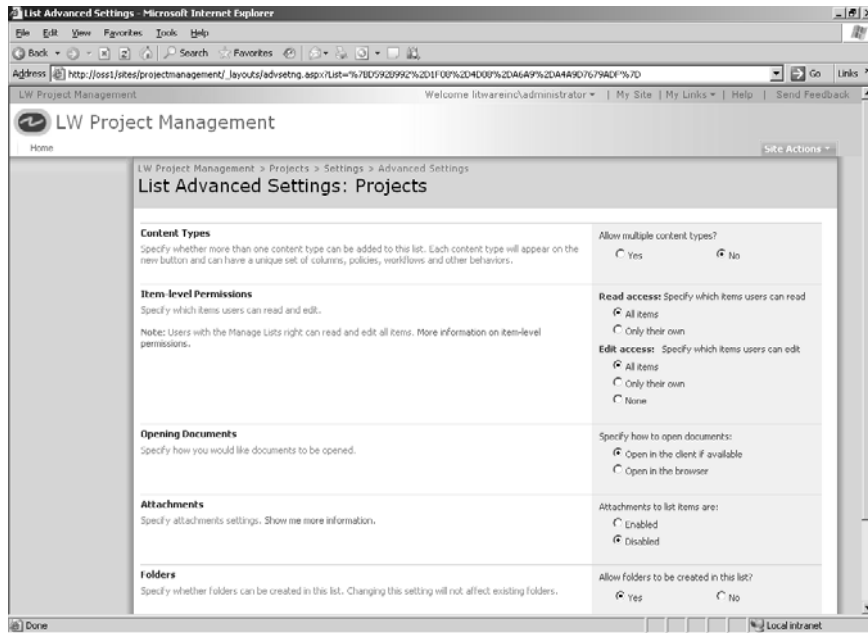 List Advanced Settings - Microsoft Internet Explorer
File Edit View Favorites Tools Help
Back Search Favorites
Address http://oss1/sites/projectmanagement/_layouts/advsetng.aspx?List=%7BD592B992%2D1F00%2D4D08%2DA6A9%2DA4A9D7679ADF%7D Go Links
LW Project Management Welcome litwareinc\administrator | My Site | My Links | Help | Send Feedback
LW Project Management
Home Site Actions
LW Project Management > Projects > Settings > Advanced Settings
List Advanced Settings: Projects
Content Types
Specify whether more than one content type can be added to this list. Each content type will appear on the
new button and can have a unique set of columns, policies, workflows and other behaviors.
Allow multiple content types?
Yes No
Item-level Permissions
Specify which items users can read and edit.
Note: Users with the Manage Lists right can read and edit all items. More information on item-level
permissions.
Read access: Specify which items users can read
All items
Only their own
Edit access: Specify which items users can edit
All items
Only their own
None
Opening Documents
Specify how you would like documents to be opened.
Specify how to open documents:
Open in the client if available
Open in the browser
Attachments
Specify attachments settings. Show me more information.
Attachments to list items are:
Enabled
Disabled
Folders
Specify whether folders can be created in this list. Changing this setting will not affect existing folders.
Allow folders to be created in this list?
Yes No
Done Local intranet